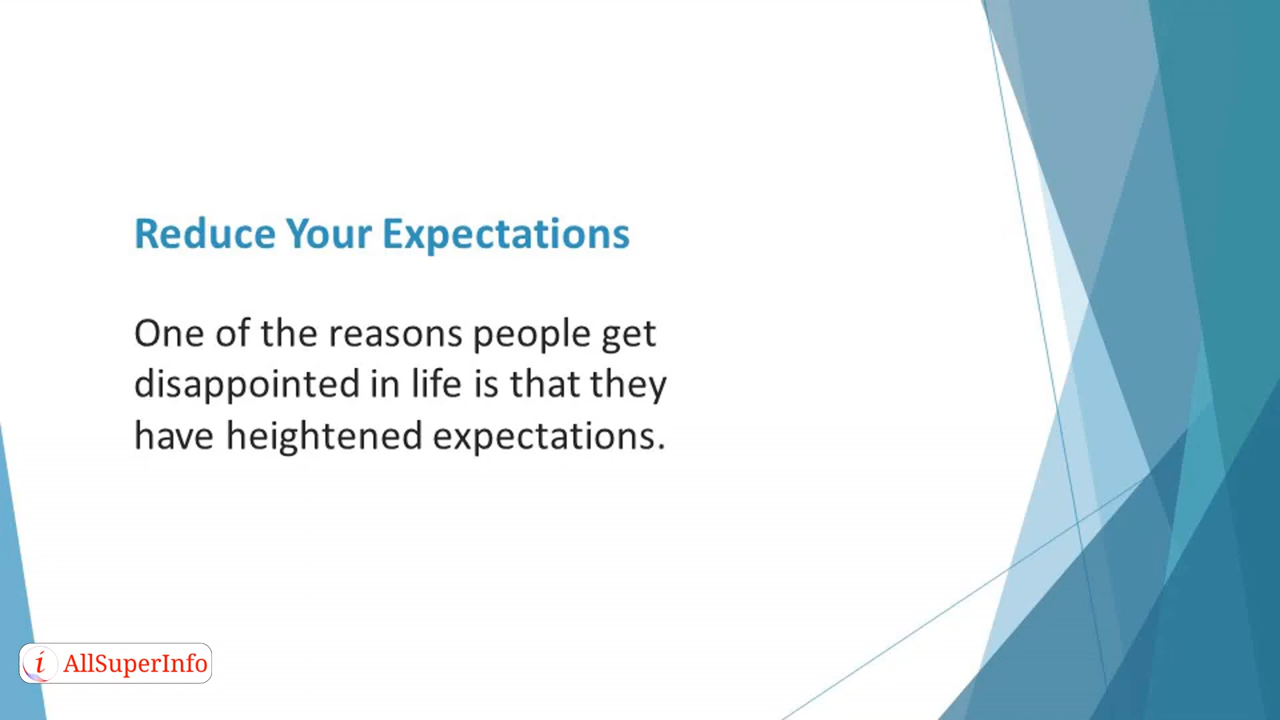 Reduce Your Expectations
One of the reasons people get
disappointed in life is that they
have heightened expectations.
i AllSuperInfo